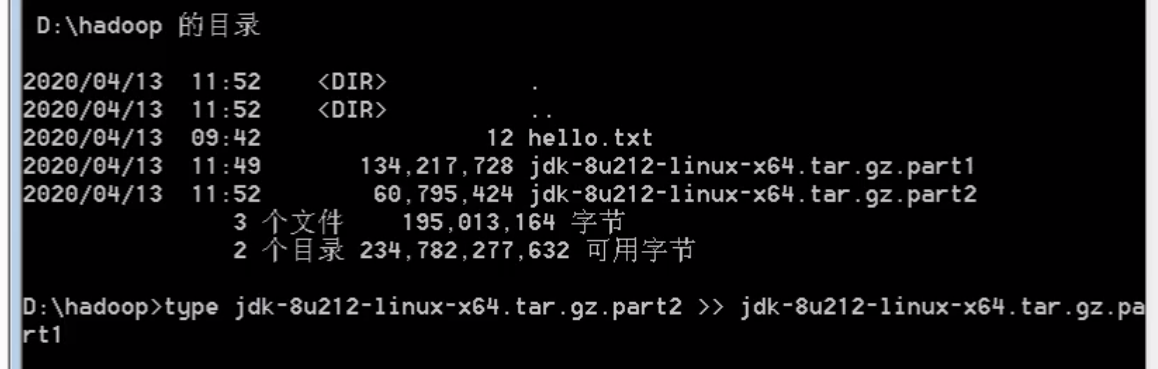 D:\hadoop 的目录
2020/04/13  11:52    <DIR>          .
2020/04/13  11:52    <DIR>          ..
2020/04/13  09:42                12 hello.txt
2020/04/13  11:49       134,217,728 jdk-8u212-linux-x64.tar.gz.part1
2020/04/13  11:52        60,795,424 jdk-8u212-linux-x64.tar.gz.part2
3 个文件    195,013,164 字节
2 个目录 234,782,277,632 可用字节
D:\hadoop>type jdk-8u212-linux-x64.tar.gz.part2 >> jdk-8u212-linux-x64.tar.gz.pa
rt1